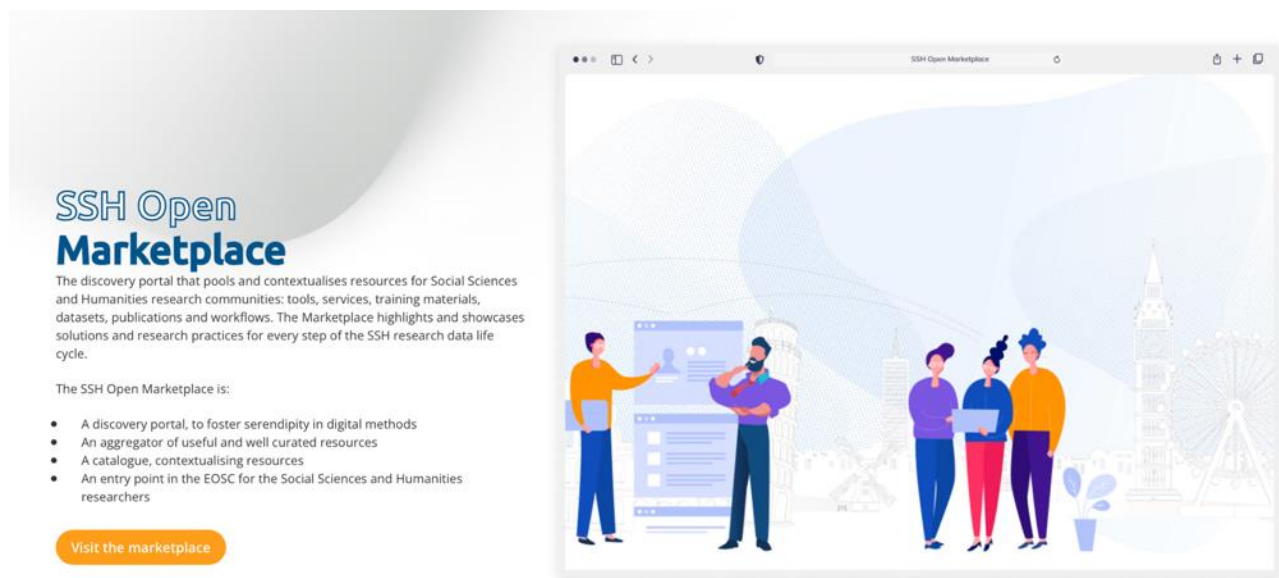 SSH Open Marketplace
SSH Open
Marketplace
The discovery portal that pools and contextualises resources for Social Sciences
and Humanities research communities: tools, services, training materials,
datasets, publications and workflows. The Marketplace highlights and showcases
solutions and research practices for every step of the SSH research data life
cycle.
The SSH Open Marketplace is:
• A discovery portal, to foster serendipity in digital methods
• An aggregator of useful and well curated resources
• A catalogue, contextualising resources
• An entry point in the EOSC for the Social Sciences and Humanities
researchers
Visit the marketplace